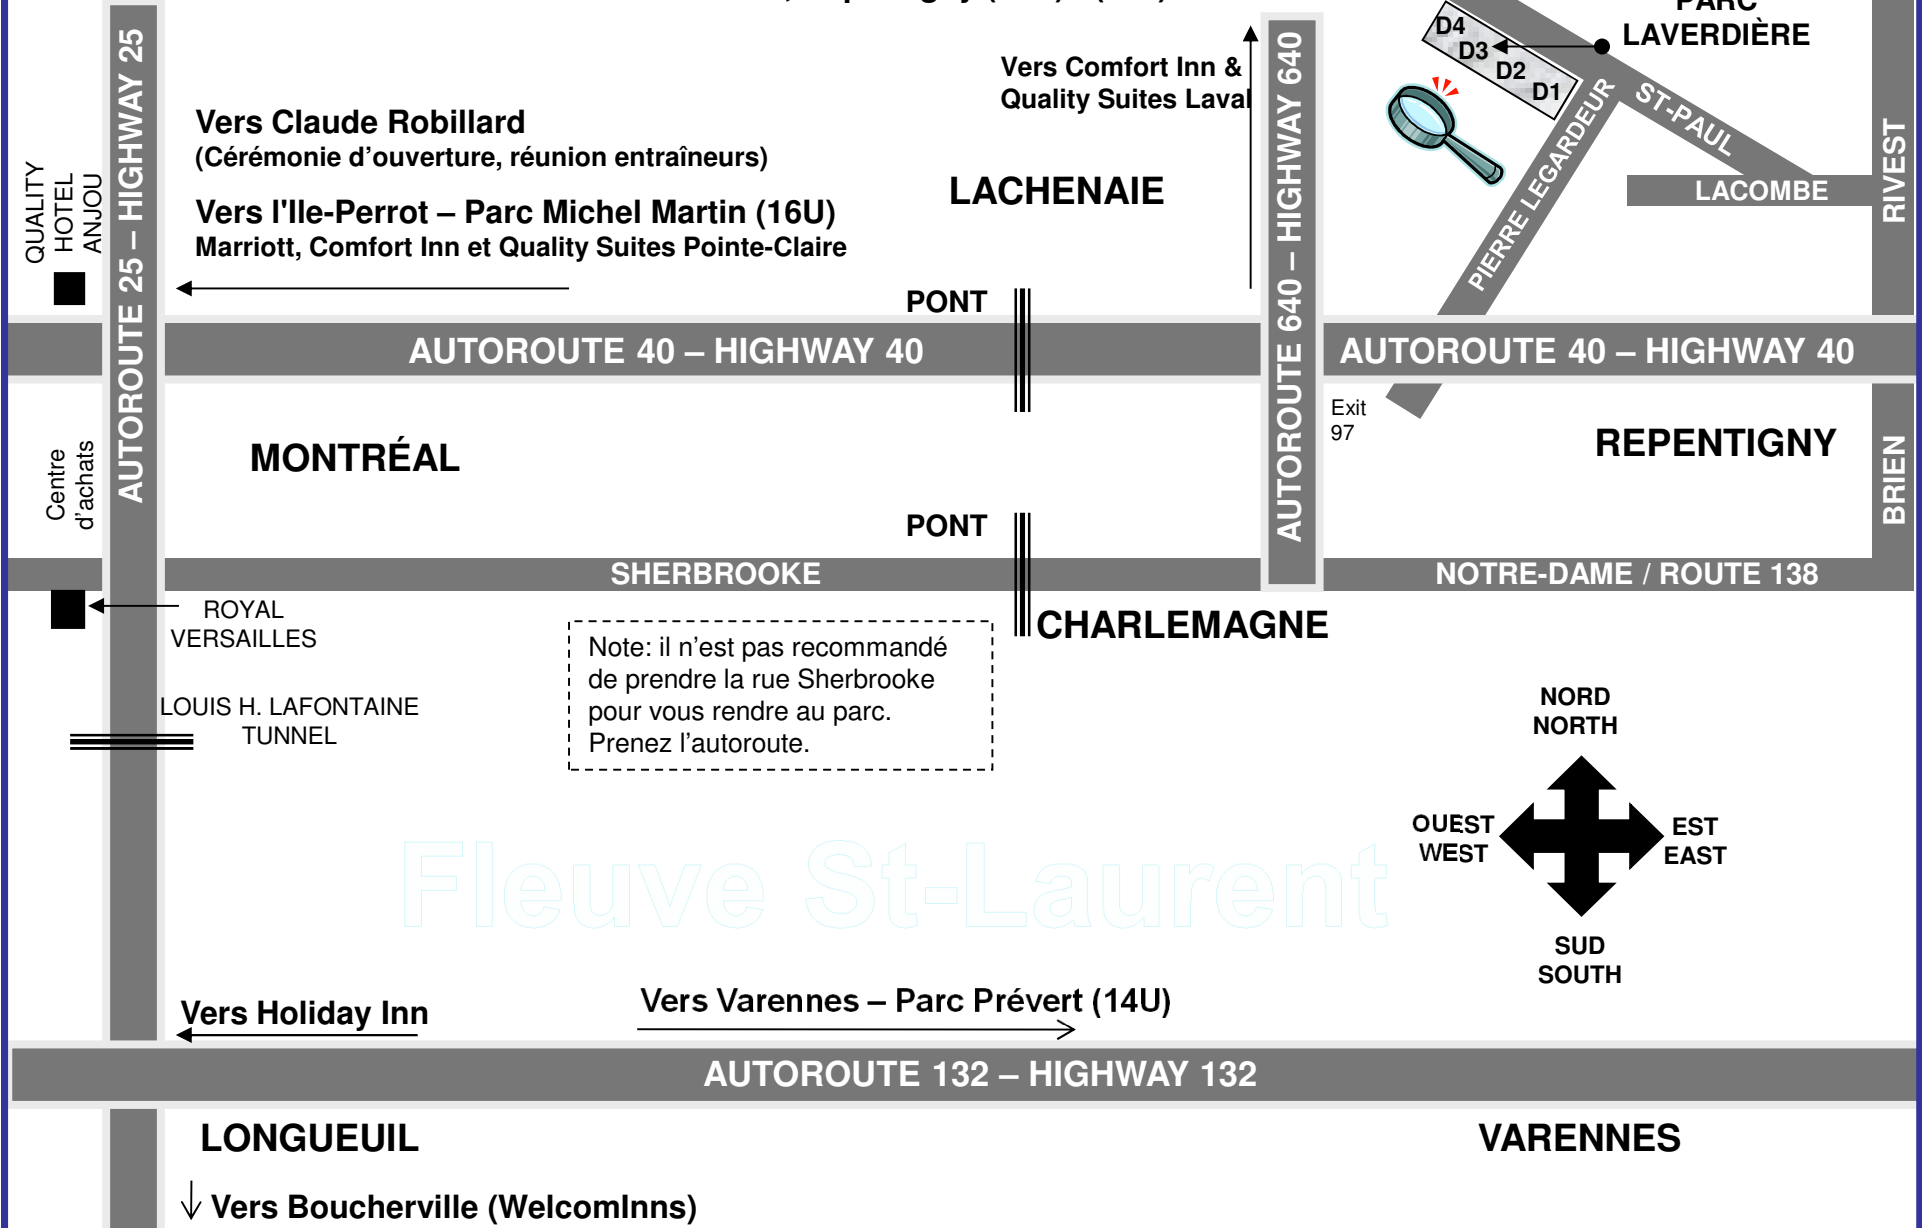 PARC
LAVERDIÈRE
D4
D3
D2
D1
AUTOROUTE 25 – HIGHWAY 25
Vers Comfort Inn &
Quality Suites Laval
AUTOROUTE 640 – HIGHWAY 640
ST-PAUL
PIERRE LEGARDEUR
LACOMBE
RIVEST
QUALITY
HOTEL
ANJOU
Vers Claude Robillard
(Cérémonie d’ouverture, réunion entraîneurs)
Vers l'Ile-Perrot – Parc Michel Martin (16U)
Marriott, Comfort Inn et Quality Suites Pointe-Claire
LACHENAIE
PONT
AUTOROUTE 40 – HIGHWAY 40
AUTOROUTE 40 – HIGHWAY 40
Exit
97
Centre
d’achats
MONTRÉAL
REPENTIGNY
BRIEN
PONT
SHERBROOKE
NOTRE-DAME / ROUTE 138
ROYAL
VERSAILLES
CHARLEMAGNE
Note: il n’est pas recommandé
de prendre la rue Sherbrooke
pour vous rendre au parc.
Prenez l’autoroute.
LOUIS H. LAFONTAINE
TUNNEL
NORD
NORTH
OUEST
WEST
EST
EAST
SUD
SOUTH
Fleuve St-Laurent
Vers Holiday Inn
Vers Varennes – Parc Prévert (14U)
AUTOROUTE 132 – HIGHWAY 132
LONGUEUIL
VARENNES
Vers Boucherville (WelcomInns)